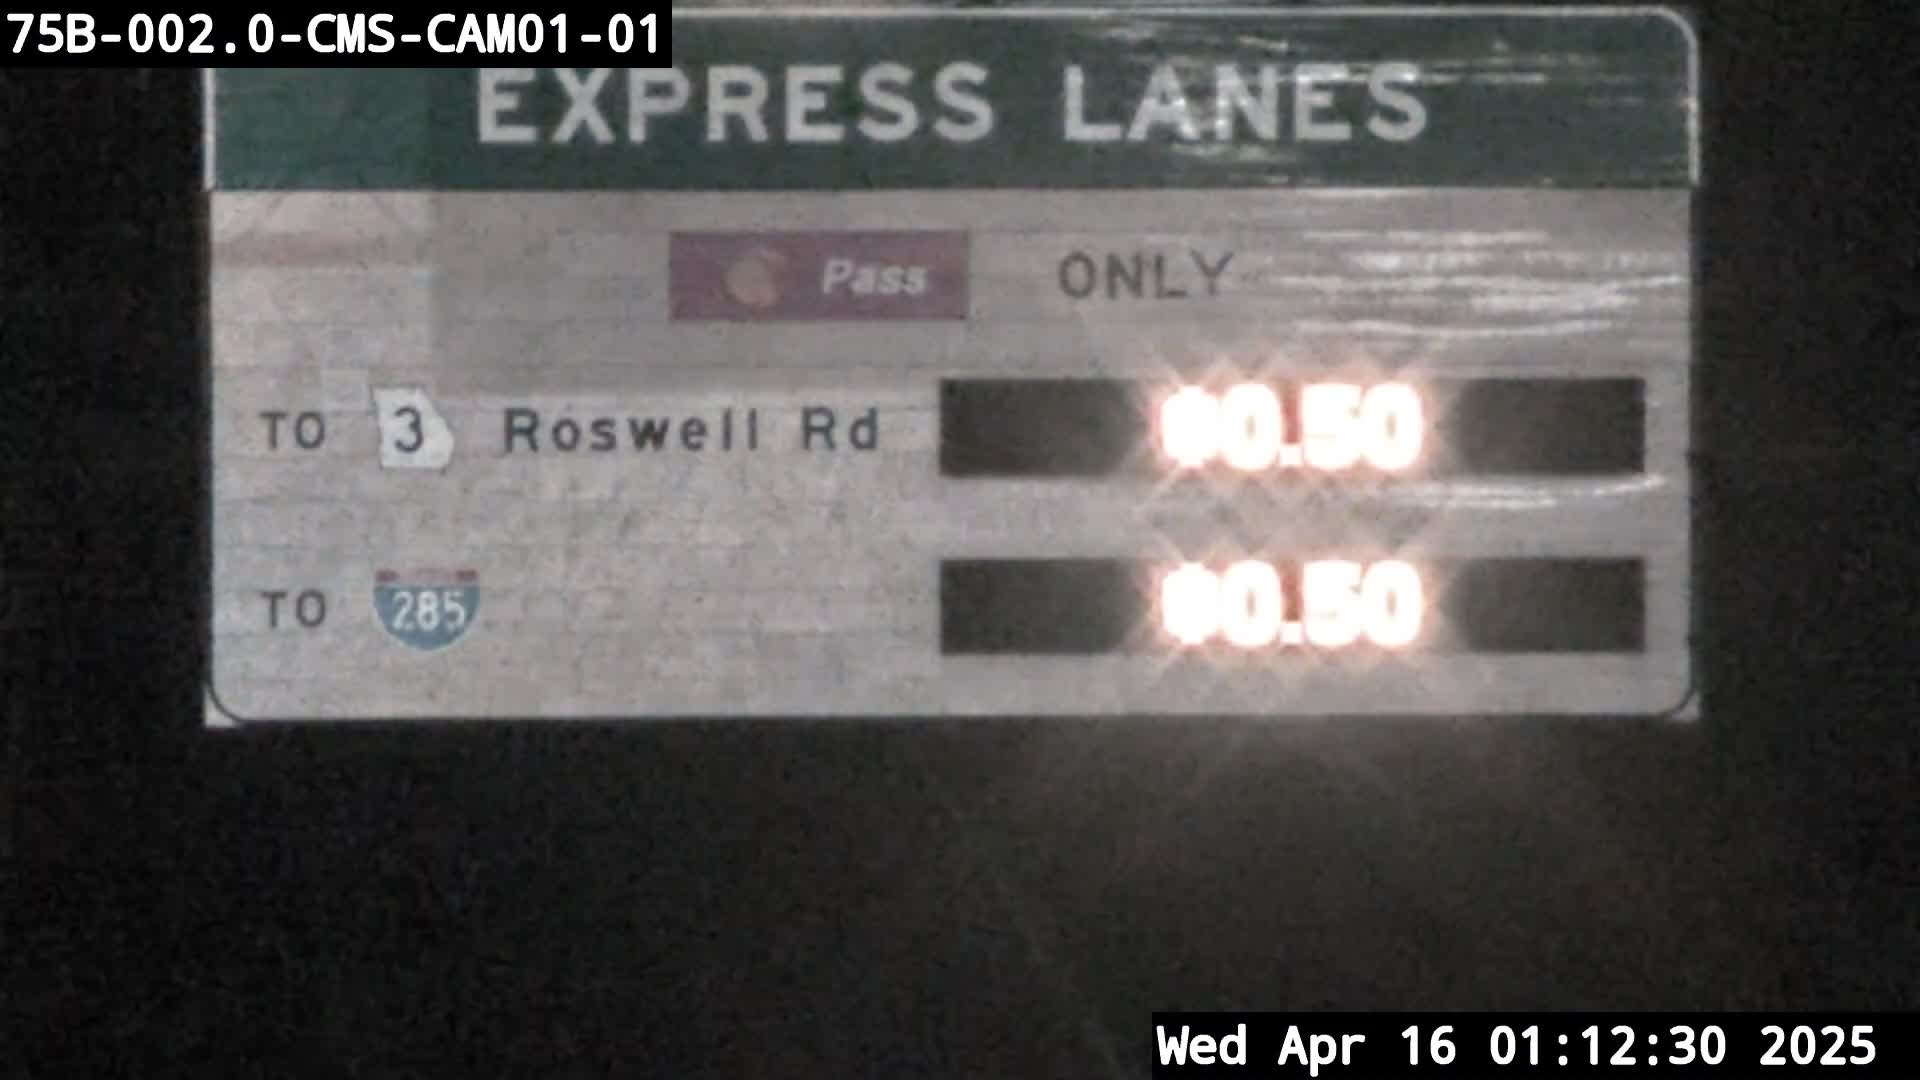 75B-002.0-CMS-CAM01-01
EXPRESS LANES
Pass ONLY
TO 3 Roswell Rd $0.50
TO 285 $0.50
Wed Apr 16 01:12:30 2025